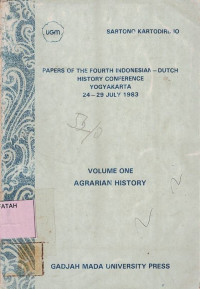 UGM
SARTONO KARTODIRDJO
PAPERS OF THE FOURTH INDONESIAN - DUTCH
HISTORY CONFERENCE
YOGYAKARTA
24-29 JULY 1983
VOLUME ONE
AGRARIAN HISTORY
GADJAH MADA UNIVERSITY PRESS